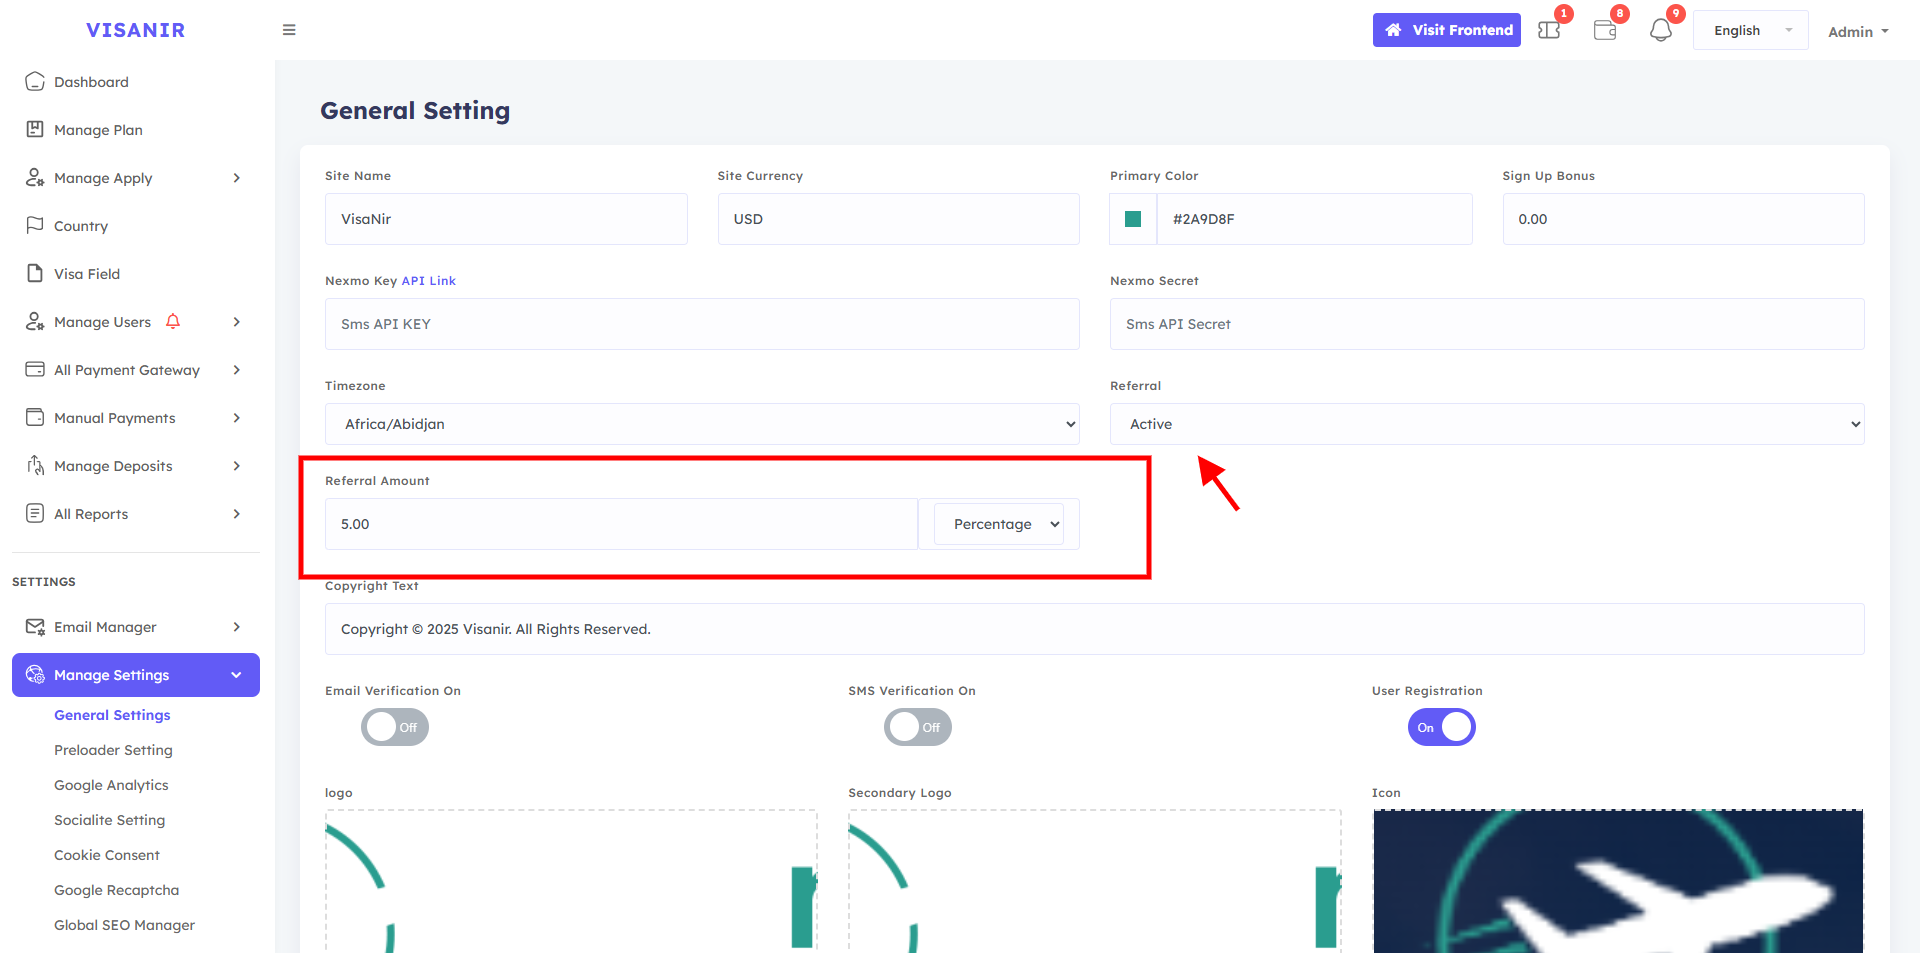 VISANIR
Visit Frontend
1
8
9
English
Admin
Dashboard
Manage Plan
Manage Apply
Country
Visa Field
Manage Users
All Payment Gateway
Manual Payments
Manage Deposits
All Reports
SETTINGS
Email Manager
Manage Settings
General Settings
Preloader Setting
Google Analytics
Socialite Setting
Cookie Consent
Google Recaptcha
Global SEO Manager
General Setting
Site Name
VisaNir
Site Currency
USD
Primary Color
#2A9D8F
Sign Up Bonus
0.00
Nexmo Key API Link
Sms API KEY
Nexmo Secret
Sms API Secret
Timezone
Africa/Abidjan
Referral
Active
Referral Amount
5.00
Percentage
Copyright Text
Copyright © 2025 Visanir. All Rights Reserved.
Email Verification On
Off
SMS Verification On
Off
User Registration
On
logo
Secondary Logo
Icon